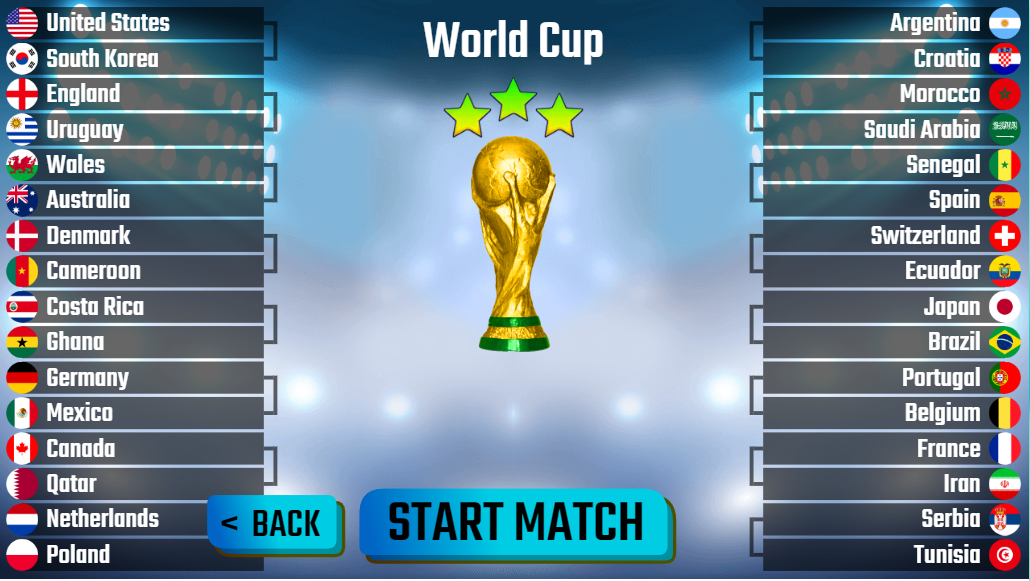 World Cup
United States
South Korea
England
Uruguay
Wales
Australia
Denmark
Cameroon
Costa Rica
Ghana
Germany
Mexico
Canada
Qatar
Netherlands
Poland
Argentina
Croatia
Morocco
Saudi Arabia
Senegal
Spain
Switzerland
Ecuador
Japan
Brazil
Portugal
Belgium
France
Iran
Serbia
Tunisia
< BACK
START MATCH